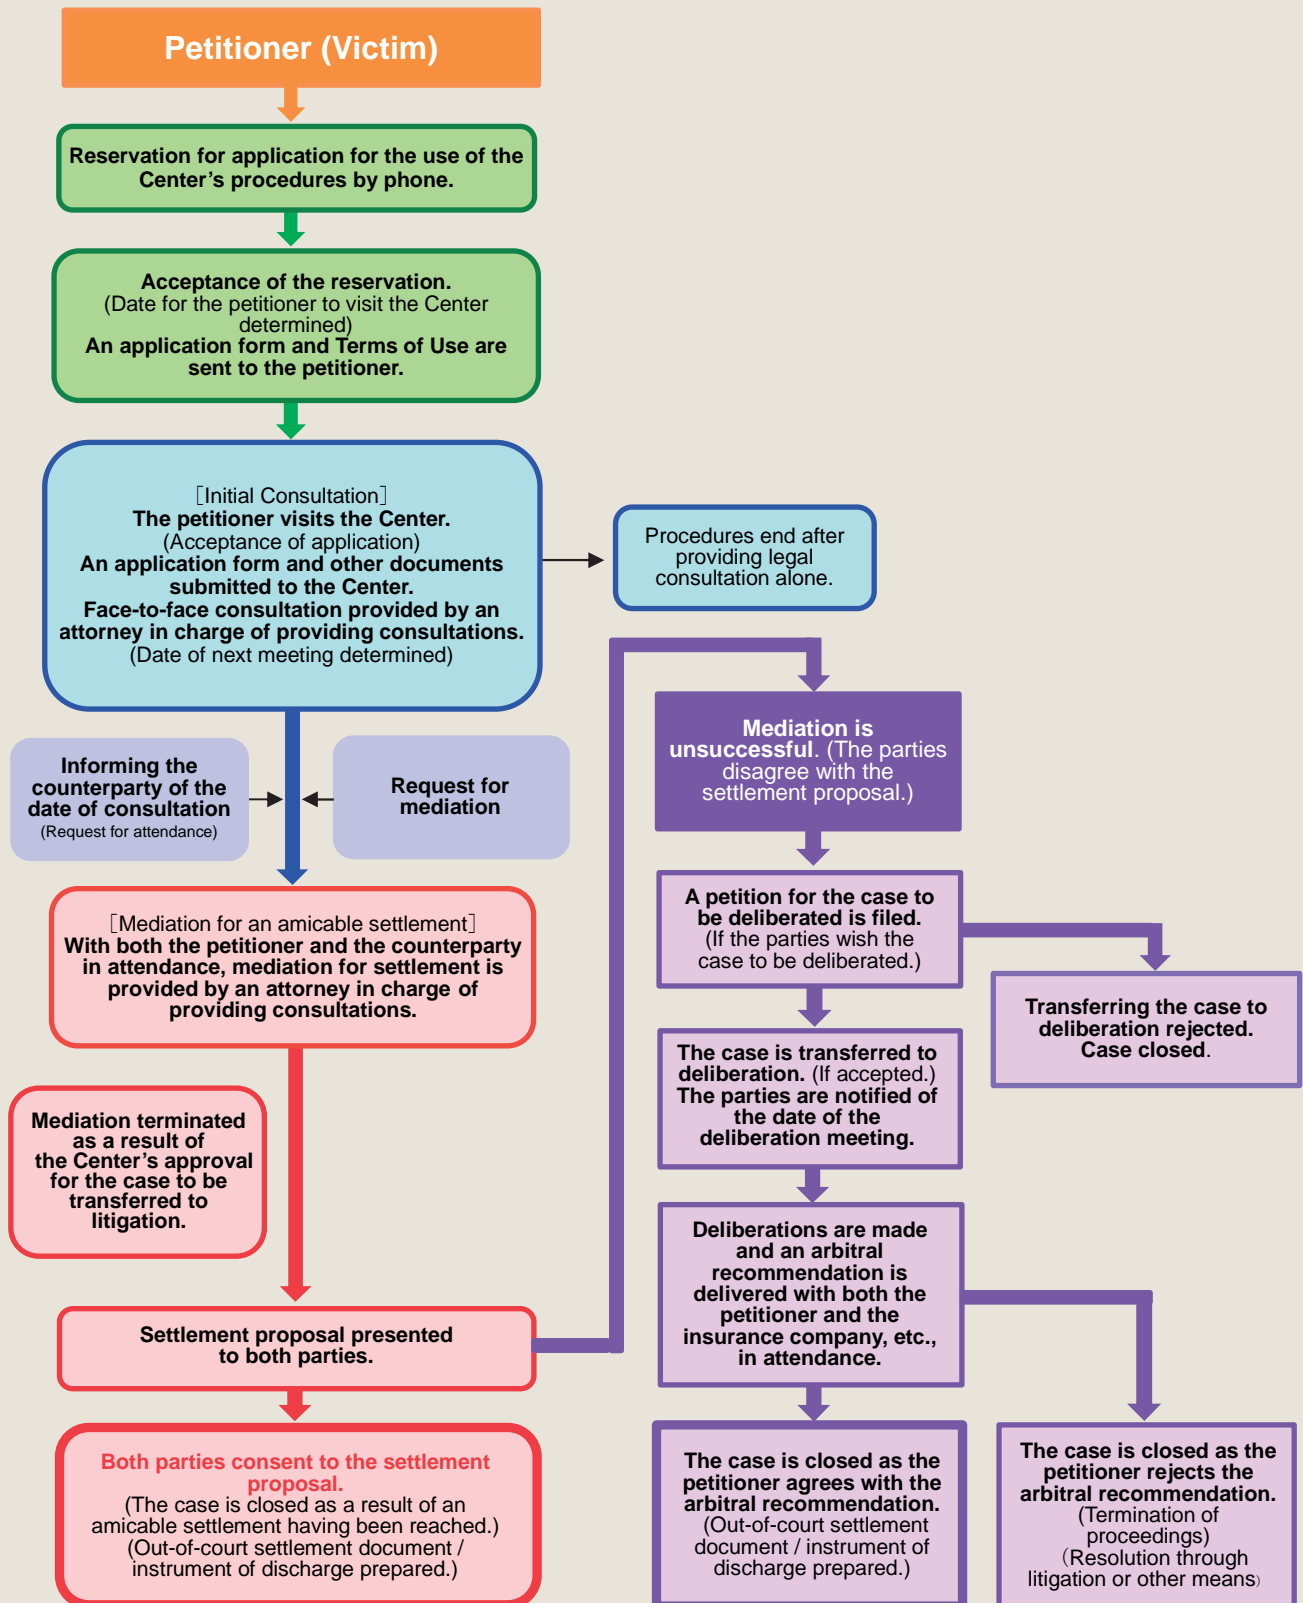 Petitioner (Victim)
Reservation for application for the use of the
Center’s procedures by phone.
Acceptance of the reservation.
(Date for the petitioner to visit the Center
determined)
An application form and Terms of Use are
sent to the petitioner.
［Initial Consultation］
The petitioner visits the Center.
(Acceptance of application)
An application form and other documents
submitted to the Center.
Face-to-face consultation provided by an
attorney in charge of providing consultations.
(Date of next meeting determined)
Procedures end after
providing legal
consultation alone.
Informing the
counterparty of the
date of consultation
(Request for attendance)
Request for
mediation
［Mediation for an amicable settlement］
With both the petitioner and the counterparty
in attendance, mediation for settlement is
provided by an attorney in charge of
providing consultations.
Mediation terminated
as a result of
the Center’s approval
for the case to be
transferred to
litigation.
Settlement proposal presented
to both parties.
Both parties consent to the settlement
proposal.
(The case is closed as a result of an
amicable settlement having been reached.)
(Out-of-court settlement document /
instrument of discharge prepared.)
Mediation is
unsuccessful. (The parties
disagree with the
settlement proposal.)
A petition for the case to
be deliberated is filed.
(If the parties wish the
case to be deliberated.)
Transferring the case to
deliberation rejected.
Case closed.
The case is transferred to
deliberation. (If accepted.)
The parties are notified of
the date of the
deliberation meeting.
Deliberations are made
and an arbitral
recommendation is
delivered with both the
petitioner and the
insurance company, etc.,
in attendance.
The case is closed as the
petitioner agrees with the
arbitral recommendation.
(Out-of-court settlement
document / instrument of
discharge prepared.)
The case is closed as the
petitioner rejects the
arbitral recommendation.
(Termination of
proceedings)
（Resolution through
litigation or other means）